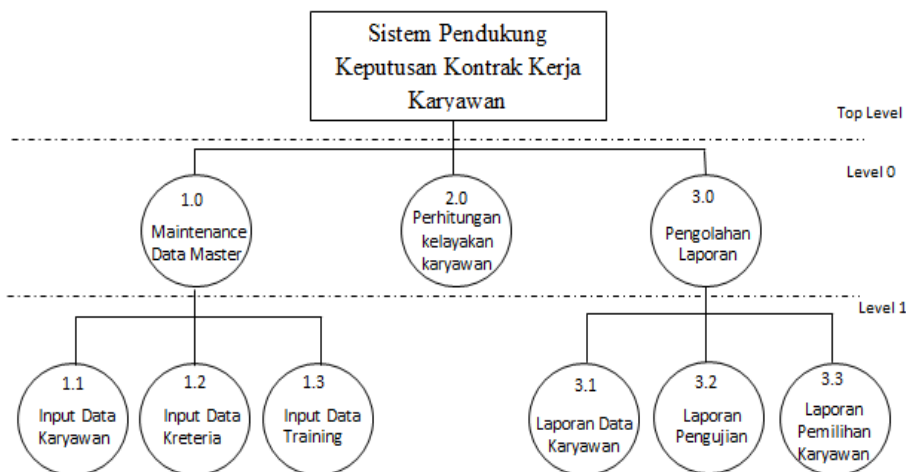 Sistem Pendukung
Keputusan Kontrak Kerja
Karyawan
Top Level
Level 0
1.0
Maintenance
Data Master
2.0
Perhitungan
kelayakan
karyawan
3.0
Pengolahan
Laporan
Level 1
1.1
Input Data
Karyawan
1.2
Input Data
Kreteria
1.3
Input Data
Training
3.1
Laporan Data
Karyawan
3.2
Laporan
Pengujian
3.3
Laporan
Pemilihan
Karyawan